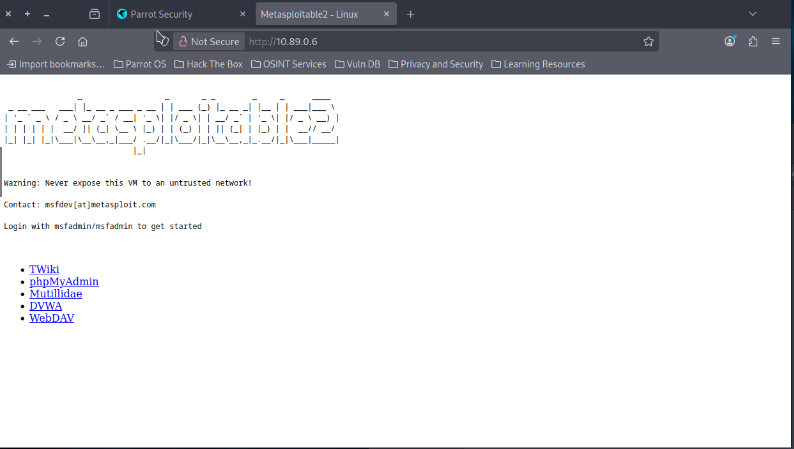 Parrot Security
Metasploitable2 - Linux
Not Secure http://10.89.0.6
Import bookmarks... Parrot OS Hack The Box OSINT Services Vuln DB Privacy and Security Learning Resources
metasploitable2
Warning: Never expose this VM to an untrusted network!
Contact: msfdev[at]metasploit.com
Login with msfadmin/msfadmin to get started
TWiki
phpMyAdmin
Mutillidae
DVWA
WebDAV